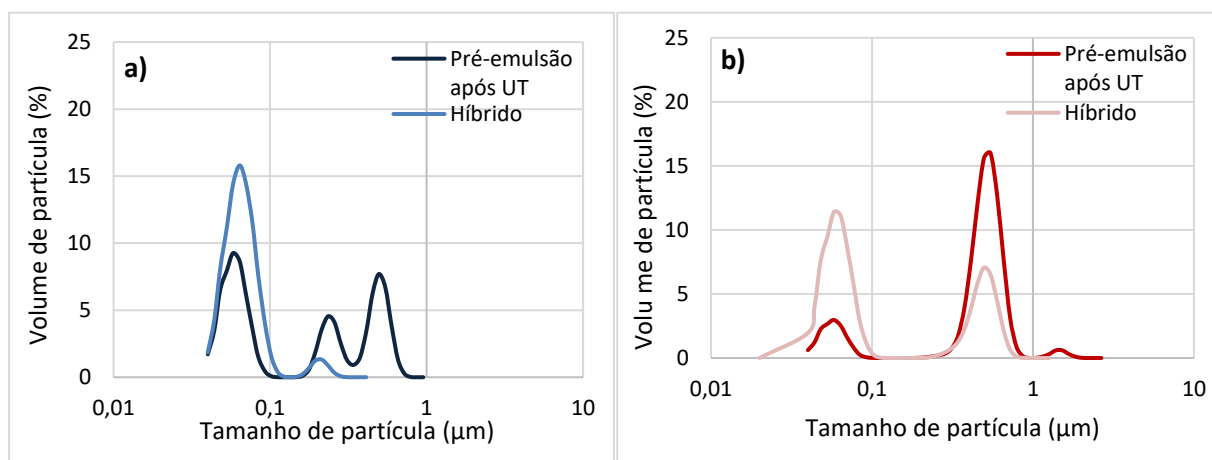 a)
Pré-emulsão
após UT
Híbrido
Volume de partícula (%)
25
20
15
10
5
0
0,01
0,1
1
10
Tamanho de partícula (µm)
b)
Pré-emulsão
após UT
Híbrido
Volu me de partícula (%)
25
20
15
10
5
0
0,01
0,1
1
10
Tamanho de partícula (µm)